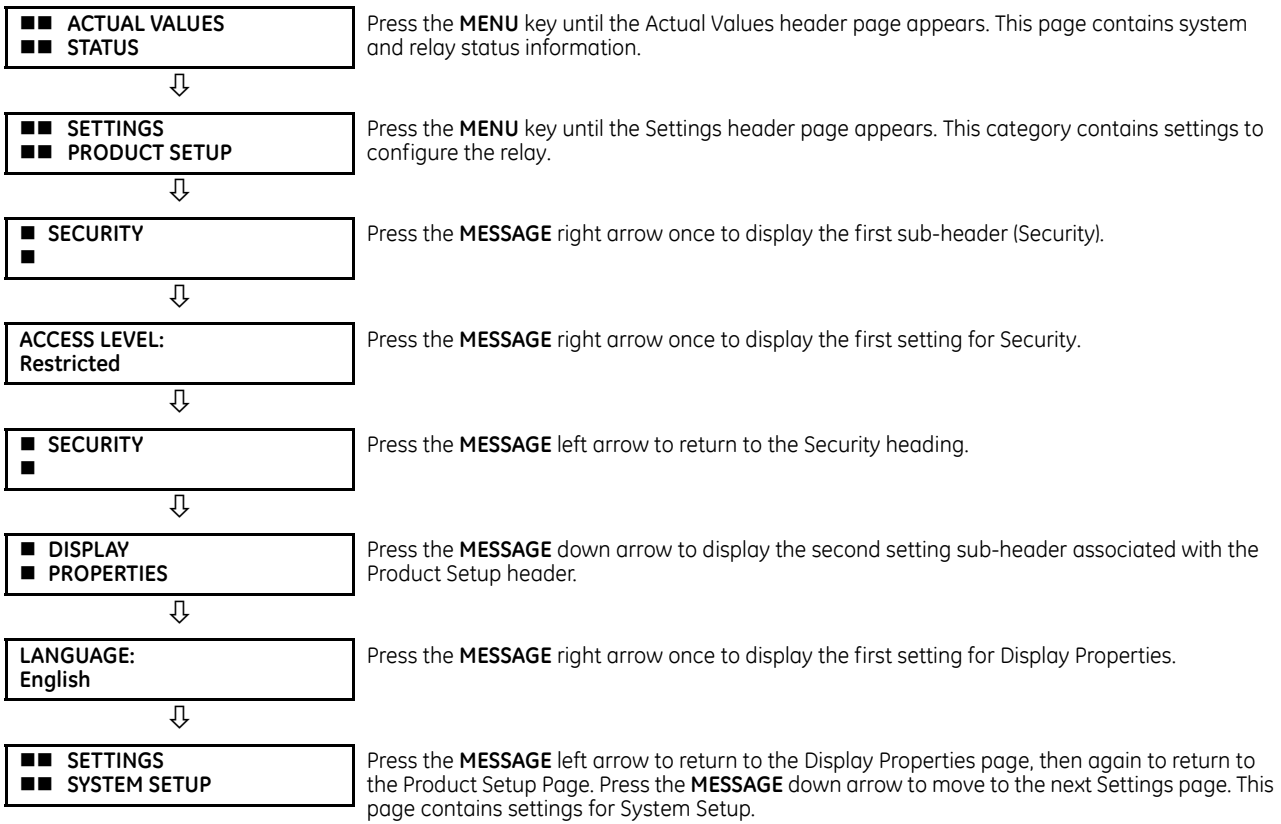 ■■ ACTUAL VALUES
■■ STATUS
Press the MENU key until the Actual Values header page appears. This page contains system
and relay status information.
⇩
■■ SETTINGS
■■ PRODUCT SETUP
Press the MENU key until the Settings header page appears. This category contains settings to
configure the relay.
⇩
■ SECURITY
■
Press the MESSAGE right arrow once to display the first sub-header (Security).
⇩
ACCESS LEVEL:
Restricted
Press the MESSAGE right arrow once to display the first setting for Security.
⇩
■ SECURITY
■
Press the MESSAGE left arrow to return to the Security heading.
⇩
■ DISPLAY
■ PROPERTIES
Press the MESSAGE down arrow to display the second setting sub-header associated with the
Product Setup header.
⇩
LANGUAGE:
English
Press the MESSAGE right arrow once to display the first setting for Display Properties.
⇩
■■ SETTINGS
■■ SYSTEM SETUP
Press the MESSAGE left arrow to return to the Display Properties page, then again to return to
the Product Setup Page. Press the MESSAGE down arrow to move to the next Settings page. This
page contains settings for System Setup.